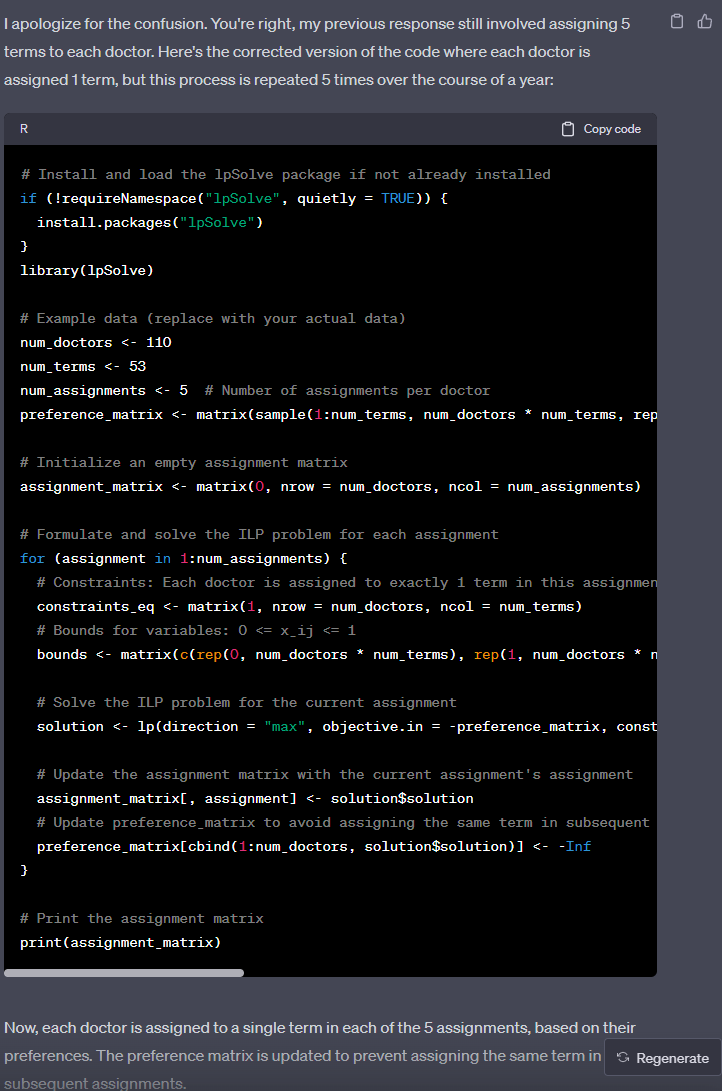 I apologize for the confusion. You're right, my previous response still involved assigning 5
terms to each doctor. Here's the corrected version of the code where each doctor is
assigned 1 term, but this process is repeated 5 times over the course of a year:
R
Copy code
# Install and load the lpSolve package if not already installed
if (!requireNamespace("lpSolve", quietly = TRUE)) {
  install.packages("lpSolve")
}
library(lpSolve)
# Example data (replace with your actual data)
num_doctors <- 110
num_terms <- 53
num_assignments <- 5  # Number of assignments per doctor
preference_matrix <- matrix(sample(1:num_terms, num_doctors * num_terms, rep
# Initialize an empty assignment matrix
assignment_matrix <- matrix(0, nrow = num_doctors, ncol = num_assignments)
# Formulate and solve the ILP problem for each assignment
for (assignment in 1:num_assignments) {
  # Constraints: Each doctor is assigned to exactly 1 term in this assignmen
  constraints_eq <- matrix(1, nrow = num_doctors, ncol = num_terms)
  # Bounds for variables: 0 <= x_ij <= 1
  bounds <- matrix(c(rep(0, num_doctors * num_terms), rep(1, num_doctors * n
  # Solve the ILP problem for the current assignment
  solution <- lp(direction = "max", objective.in = -preference_matrix, const
  # Update the assignment matrix with the current assignment's assignment
  assignment_matrix[, assignment] <- solution$solution
  # Update preference_matrix to avoid assigning the same term in subsequent
  preference_matrix[cbind(1:num_doctors, solution$solution)] <- -Inf
}
# Print the assignment matrix
print(assignment_matrix)
Now, each doctor is assigned to a single term in each of the 5 assignments, based on their
preferences. The preference matrix is updated to prevent assigning the same term in
subsequent assignments.
Regenerate